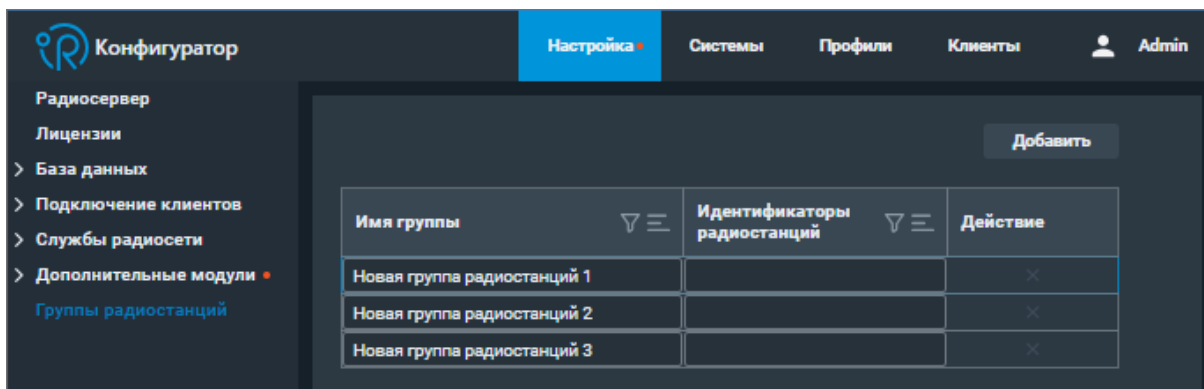 Конфигуратор
Настройка
Системы
Профили
Клиенты
Admin
Радиосервер
Лицензии
База данных
Подключение клиентов
Службы радиосети
Дополнительные модули
Группы радиостанций
Добавить
Имя группы
Идентификаторы
радиостанций
Действие
Новая группа радиостанций 1
Новая группа радиостанций 2
Новая группа радиостанций 3